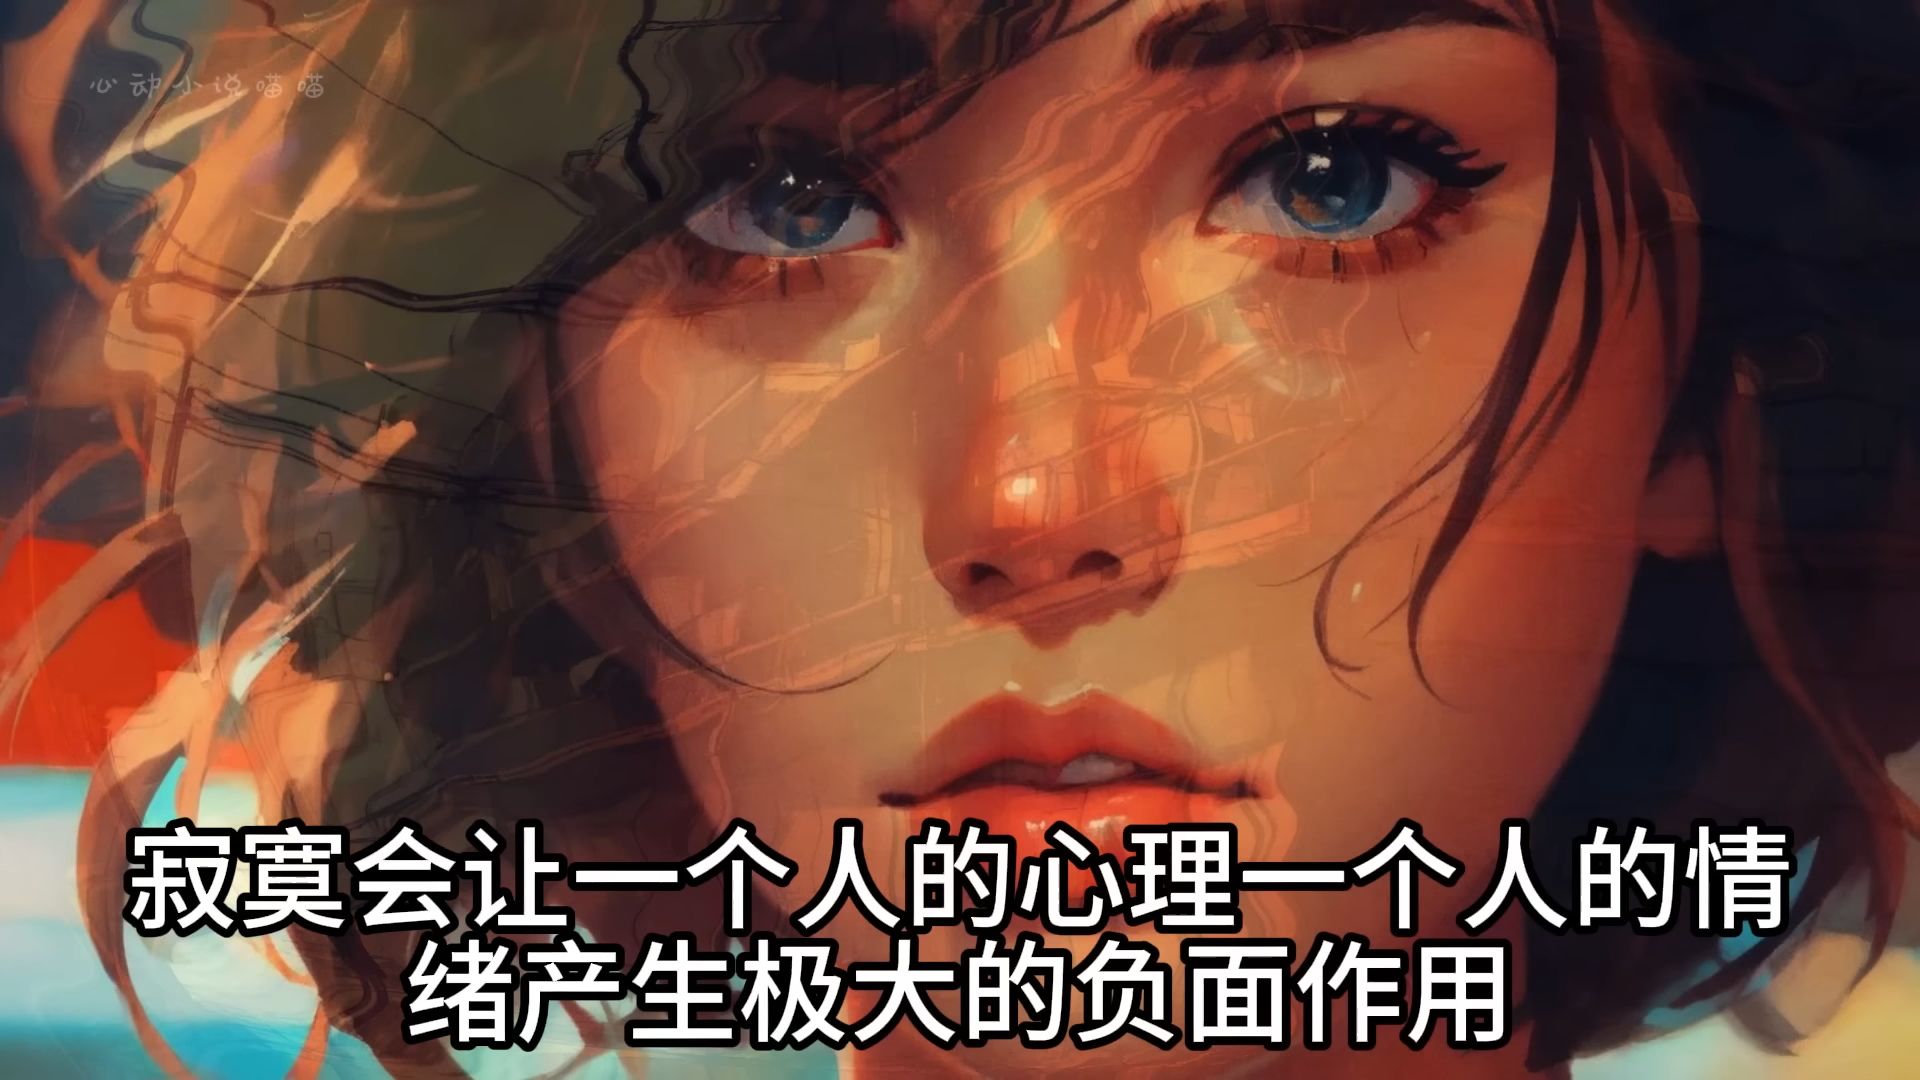 心动小说喵喵
寂寞会让一个人的心理一个人的情
绪产生极大的负面作用